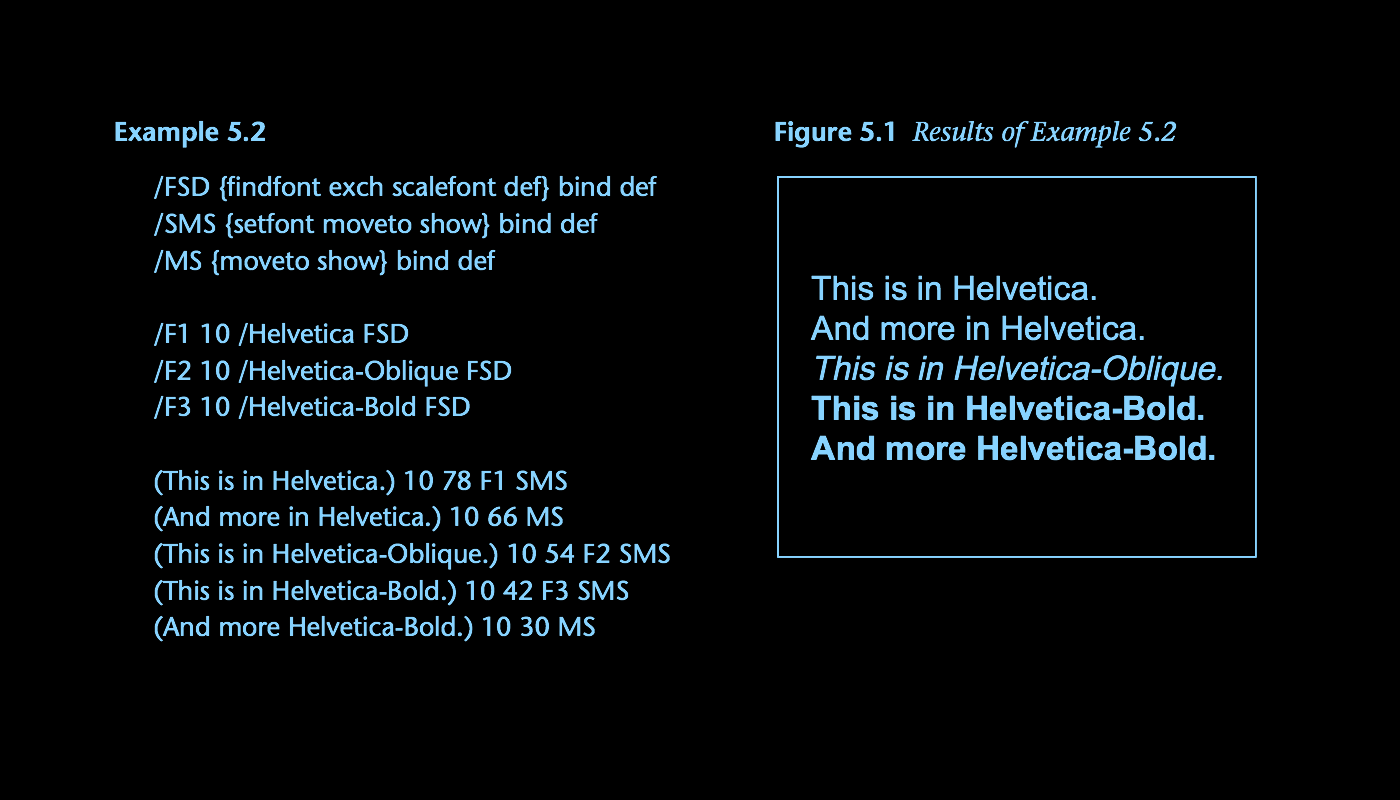 Example 5.2
/FSD {findfont exch scalefont def} bind def
/SMS {setfont moveto show} bind def
/MS {moveto show} bind def
/F1 10 /Helvetica FSD
/F2 10 /Helvetica-Oblique FSD
/F3 10 /Helvetica-Bold FSD
(This is in Helvetica.) 10 78 F1 SMS
(And more in Helvetica.) 10 66 MS
(This is in Helvetica-Oblique.) 10 54 F2 SMS
(This is in Helvetica-Bold.) 10 42 F3 SMS
(And more Helvetica-Bold.) 10 30 MS
Figure 5.1 Results of Example 5.2
This is in Helvetica.
And more in Helvetica.
This is in Helvetica-Oblique.
This is in Helvetica-Bold.
And more Helvetica-Bold.